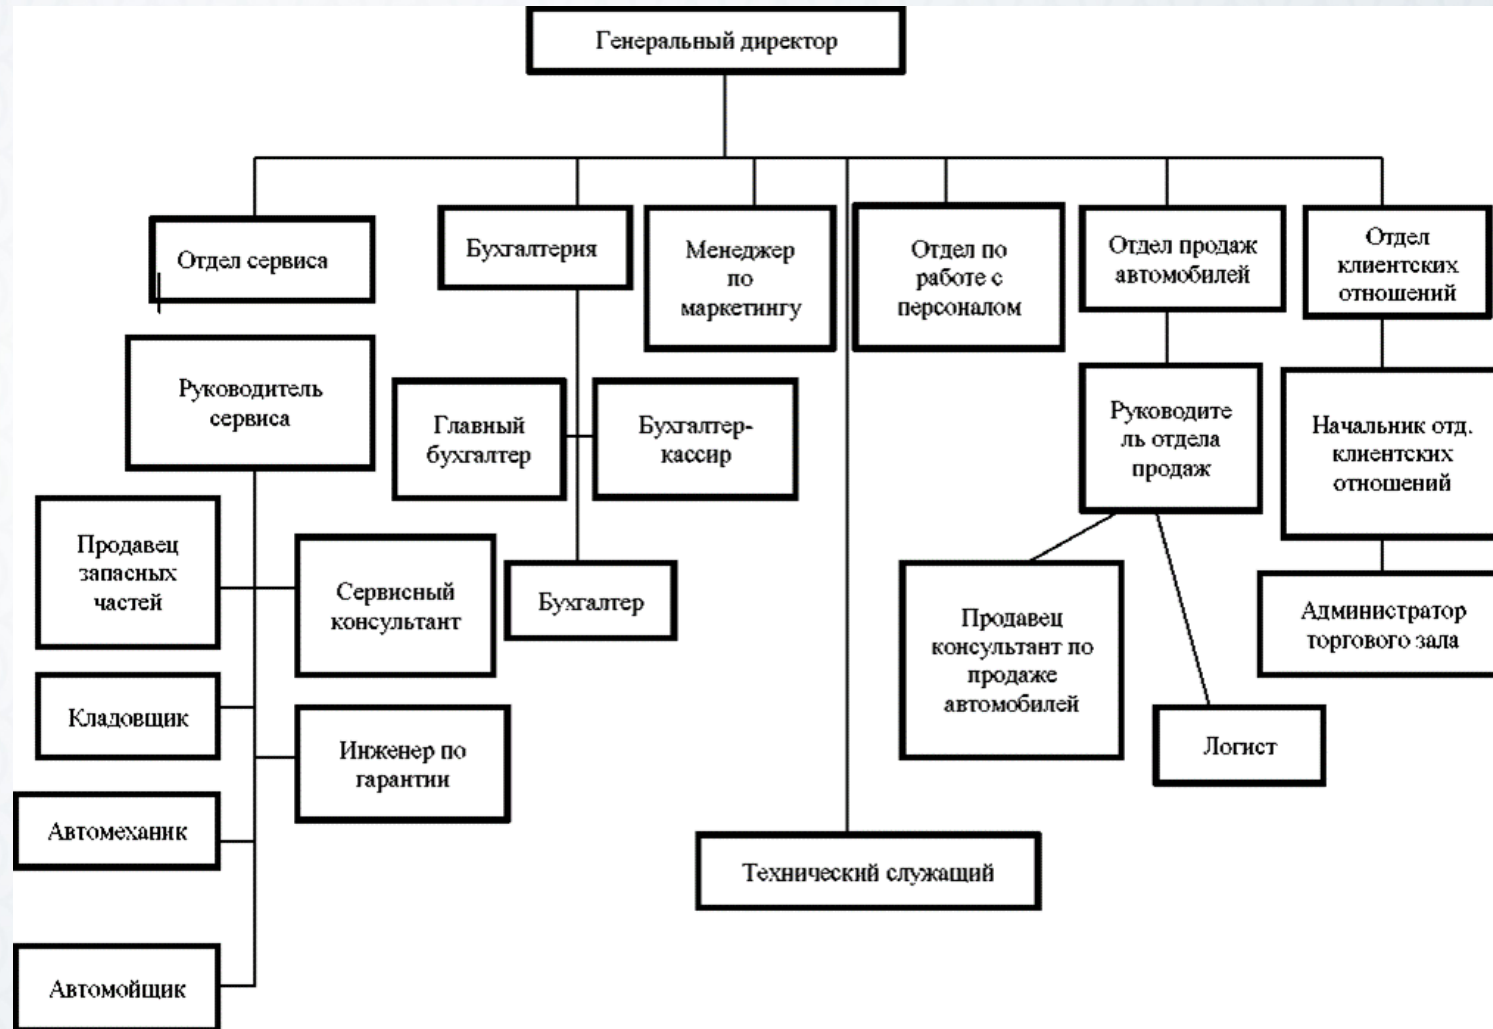 Генеральный директор
Отдел сервиса
Бухгалтерия
Менеджер
по
маркетингу
Отдел по
работе с
персоналом
Отдел продаж
автомобилей
Отдел
клиентских
отношений
Руководитель
сервиса
Главный
бухгалтер
Бухгалтер-
кассир
Руководите
ль отдела
продаж
Начальник отд.
клиентских
отношений
Продавец
запасных
частей
Сервисный
консультант
Бухгалтер
Продавец
консультант по
продаже
автомобилей
Администратор
торгового зала
Кладовщик
Инженер по
гарантии
Логист
Автомеханик
Технический служащий
Автомойщик